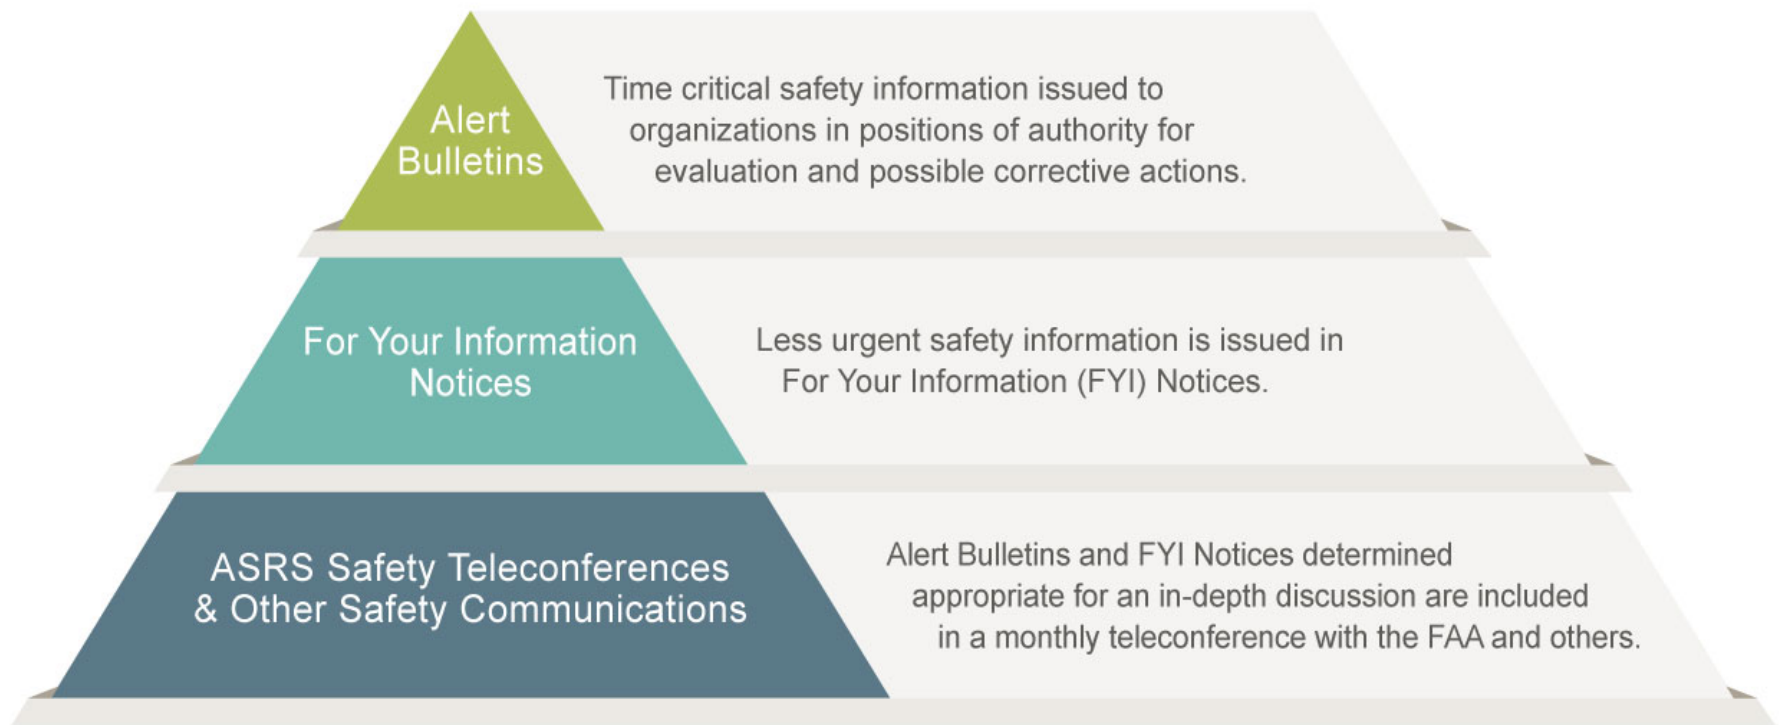 Alert
Bulletins
Time critical safety information issued to
organizations in positions of authority for
evaluation and possible corrective actions.
For Your Information
Notices
Less urgent safety information is issued in
For Your Information (FYI) Notices.
ASRS Safety Teleconferences
& Other Safety Communications
Alert Bulletins and FYI Notices determined
appropriate for an in-depth discussion are included
in a monthly teleconference with the FAA and others.